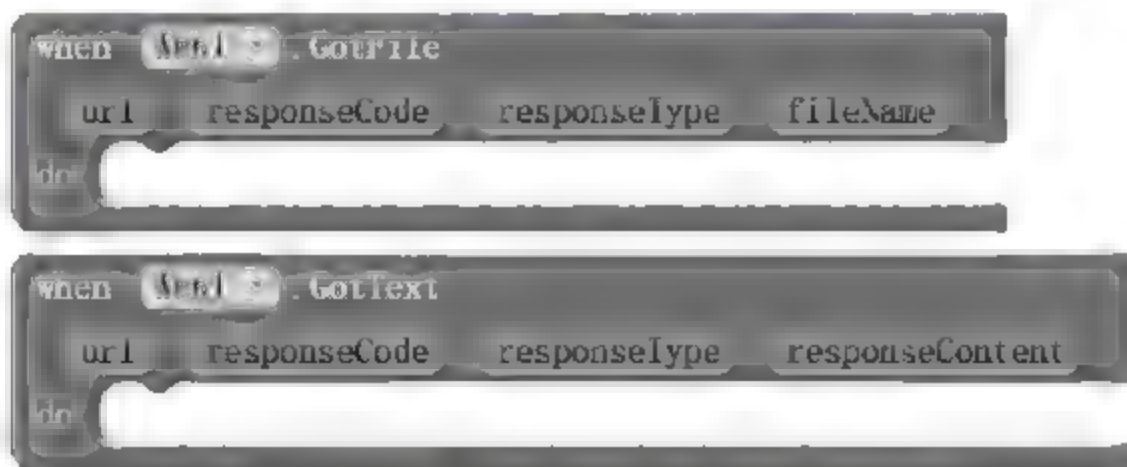 when .GotFile
url responseCode responseType fileName
do
when .GotText
url responseCode responseType responseContent
do